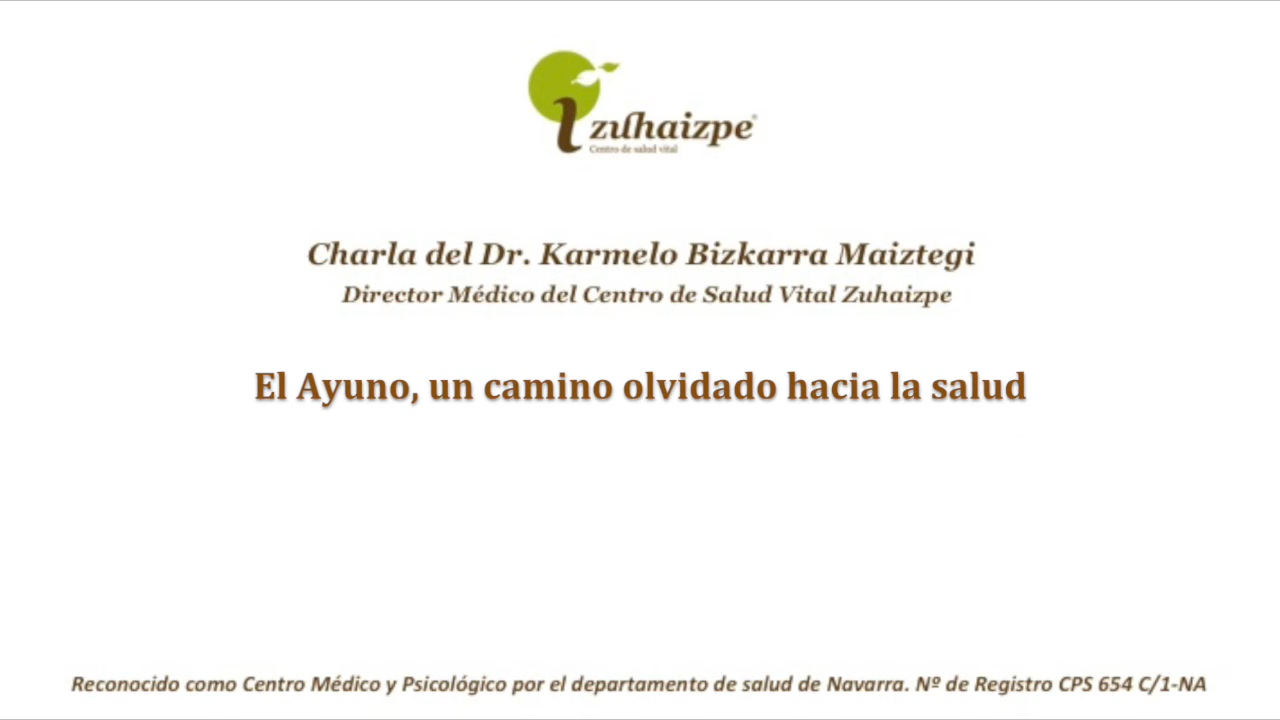 zuhaizpe
Centro de salud vital
Charla del Dr. Karmelo Bizkarra Maiztegi
Director Médico del Centro de Salud Vital Zuhaizpe
El Ayuno, un camino olvidado hacia la salud
Reconocido como Centro Médico y Psicológico por el departamento de salud de Navarra. Nº de Registro CPS 654 C/1-NA